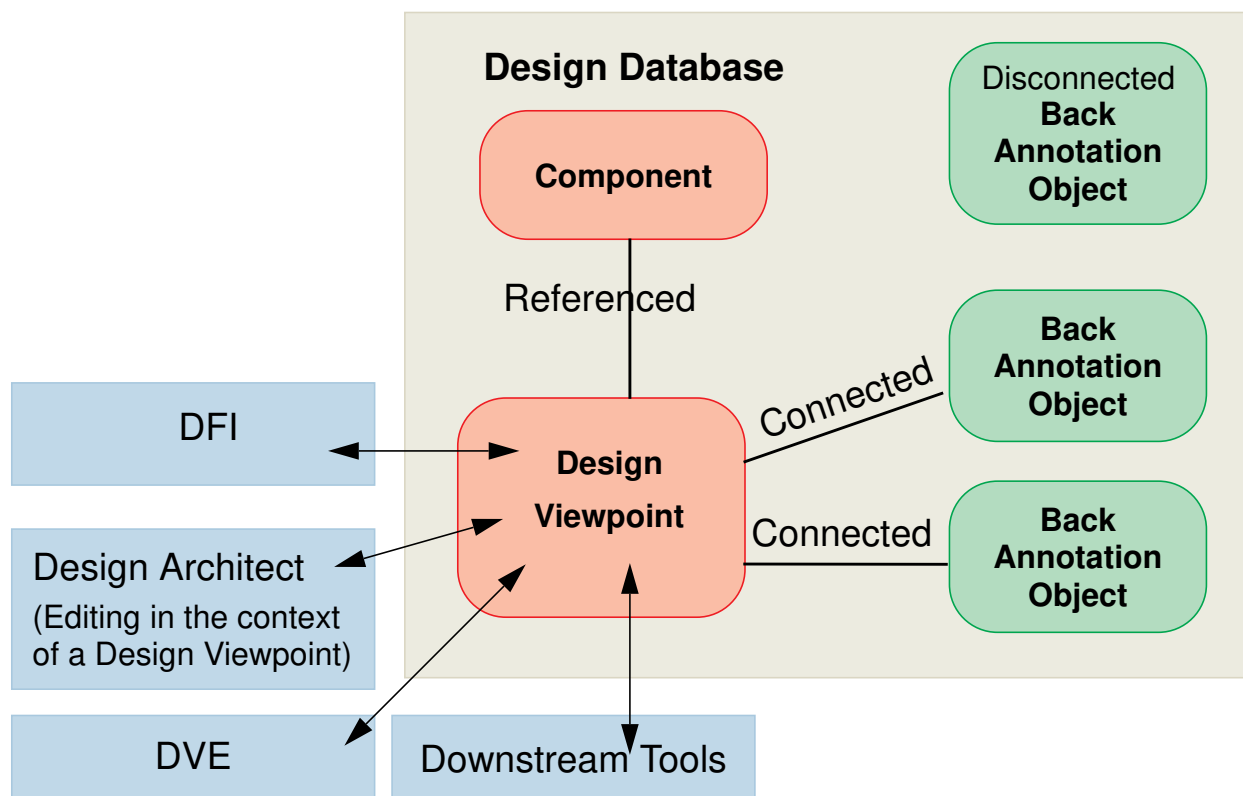 Design Database
Disconnected
Back
Annotation
Object
Component
Referenced
Back
Annotation
Object
Connected
DFI
Design
Viewpoint
Connected
Back
Annotation
Object
Design Architect
(Editing in the context
of a Design Viewpoint)
DVE
Downstream Tools